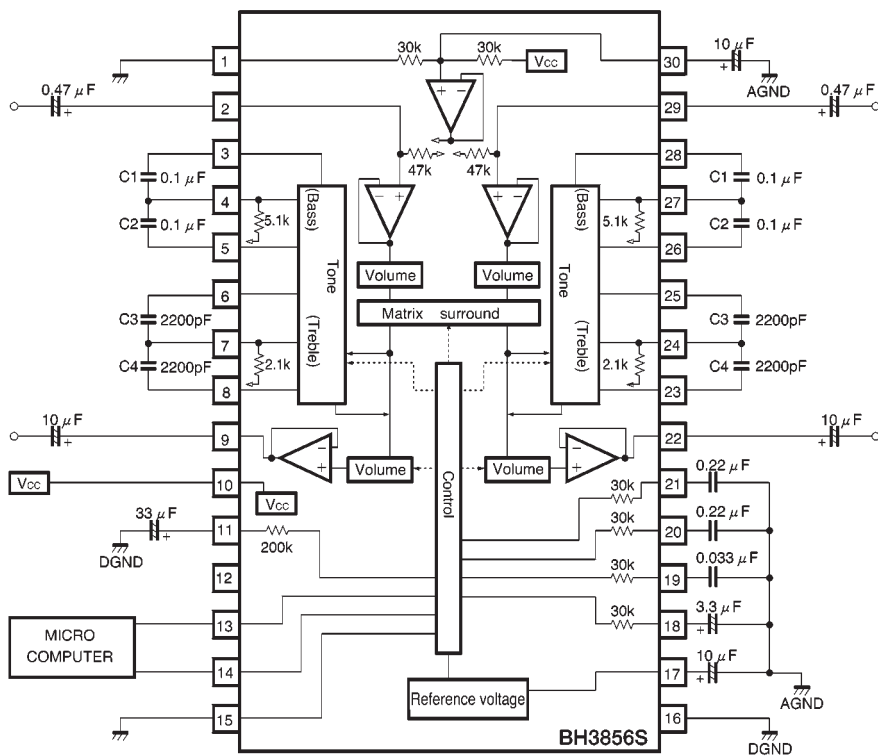 1
30k
30k
Vcc
30
10 μF
+
AGND
0.47 μF
+
2
+
−
29
0.47 μF
+
47k
47k
3
28
C1
0.1 μF
C1
0.1 μF
4
5.1k
(Bass)
−
+
+
−
(Bass)
5.1k
27
C2
0.1 μF
C2
0.1 μF
5
Tone
Volume
Volume
Tone
26
6
Matrix surround
25
C3
2200pF
C3
2200pF
7
2.1k
(Treble)
(Treble)
2.1k
24
C4
2200pF
C4
2200pF
8
23
10 μF
+
9
−
+
Volume
Control
Volume
−
+
22
10 μF
+
Vcc
10
Vcc
30k
21
0.22 μF
33 μF
+
DGND
11
200k
30k
20
0.22 μF
12
30k
19
0.033 μF
MICRO
COMPUTER
13
30k
18
3.3 μF
+
14
Reference voltage
17
10 μF
+
AGND
15
16
DGND
BH3856S